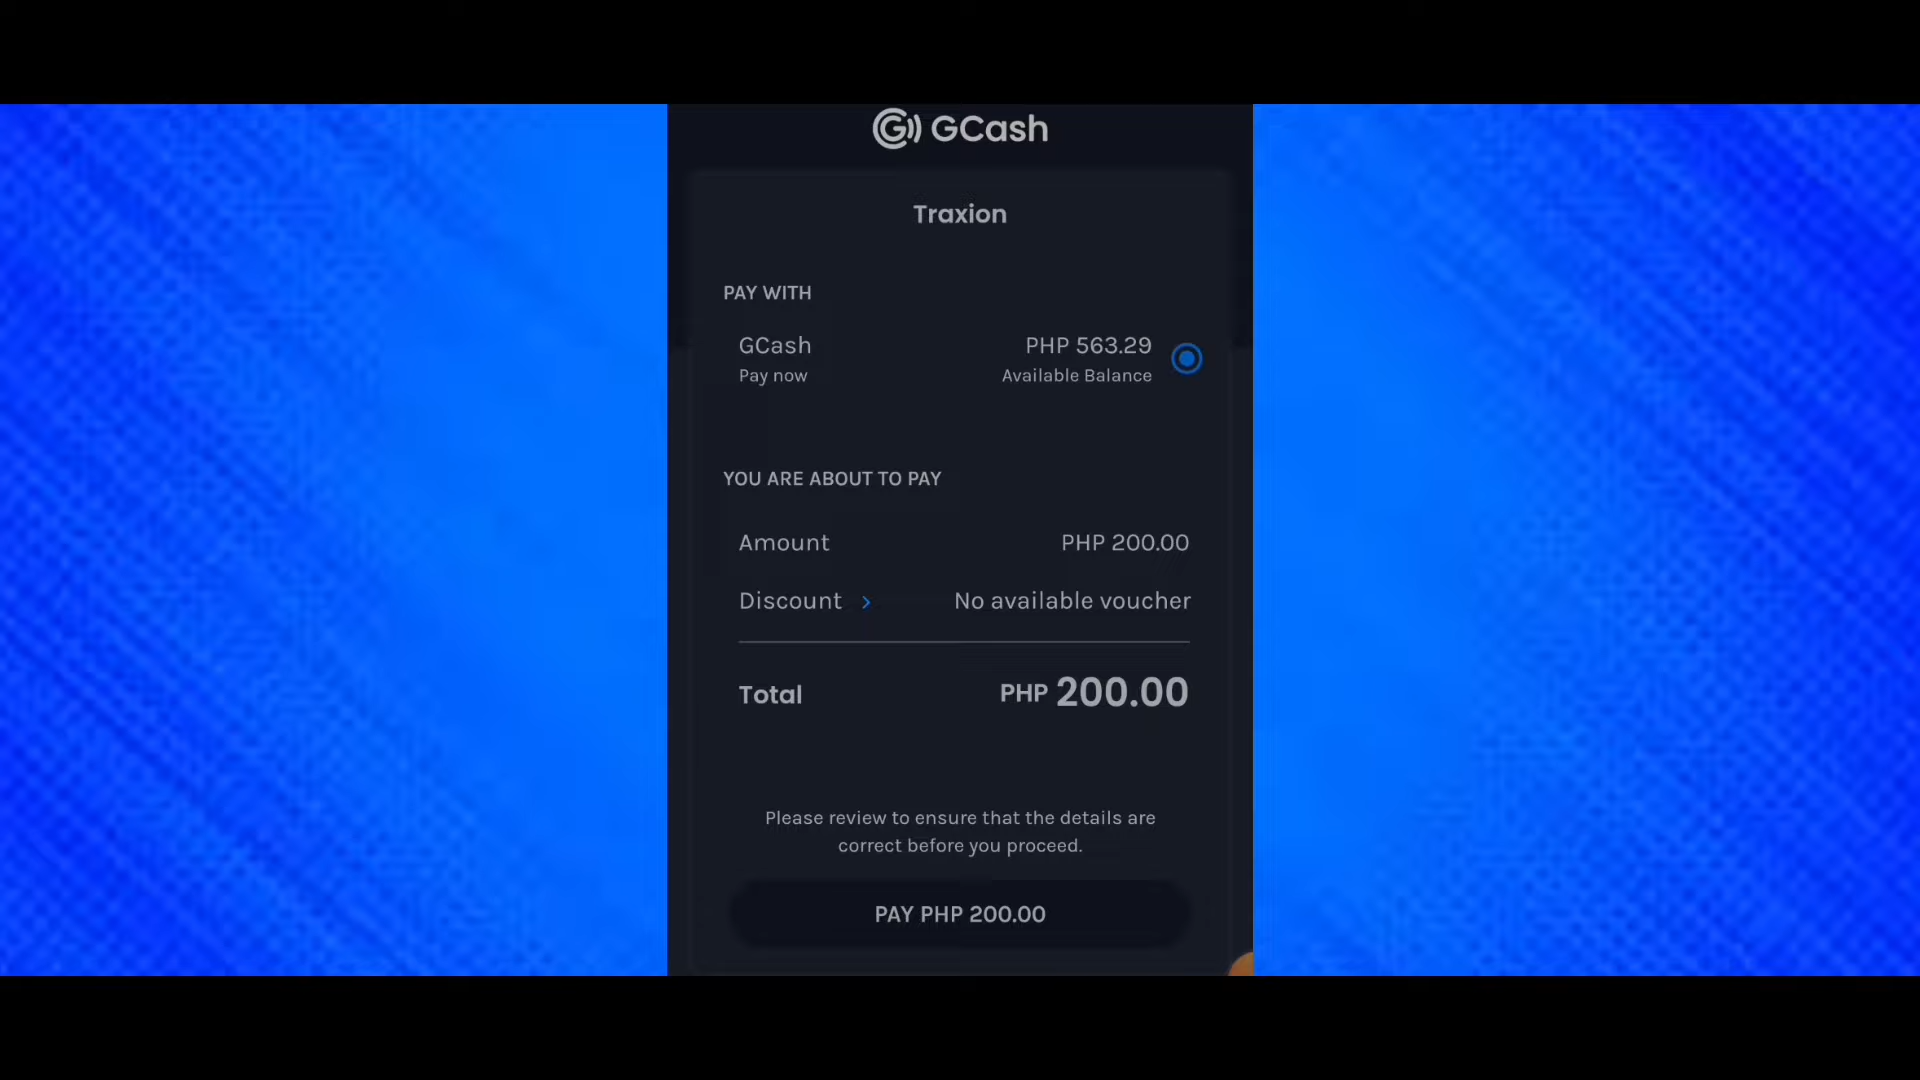 GCash
Traxion
PAY WITH
GCash PHP 563.29
Pay now Available Balance
YOU ARE ABOUT TO PAY
Amount PHP 200.00
Discount > No available voucher
Total PHP 200.00
Please review to ensure that the details are
correct before you proceed.
PAY PHP 200.00